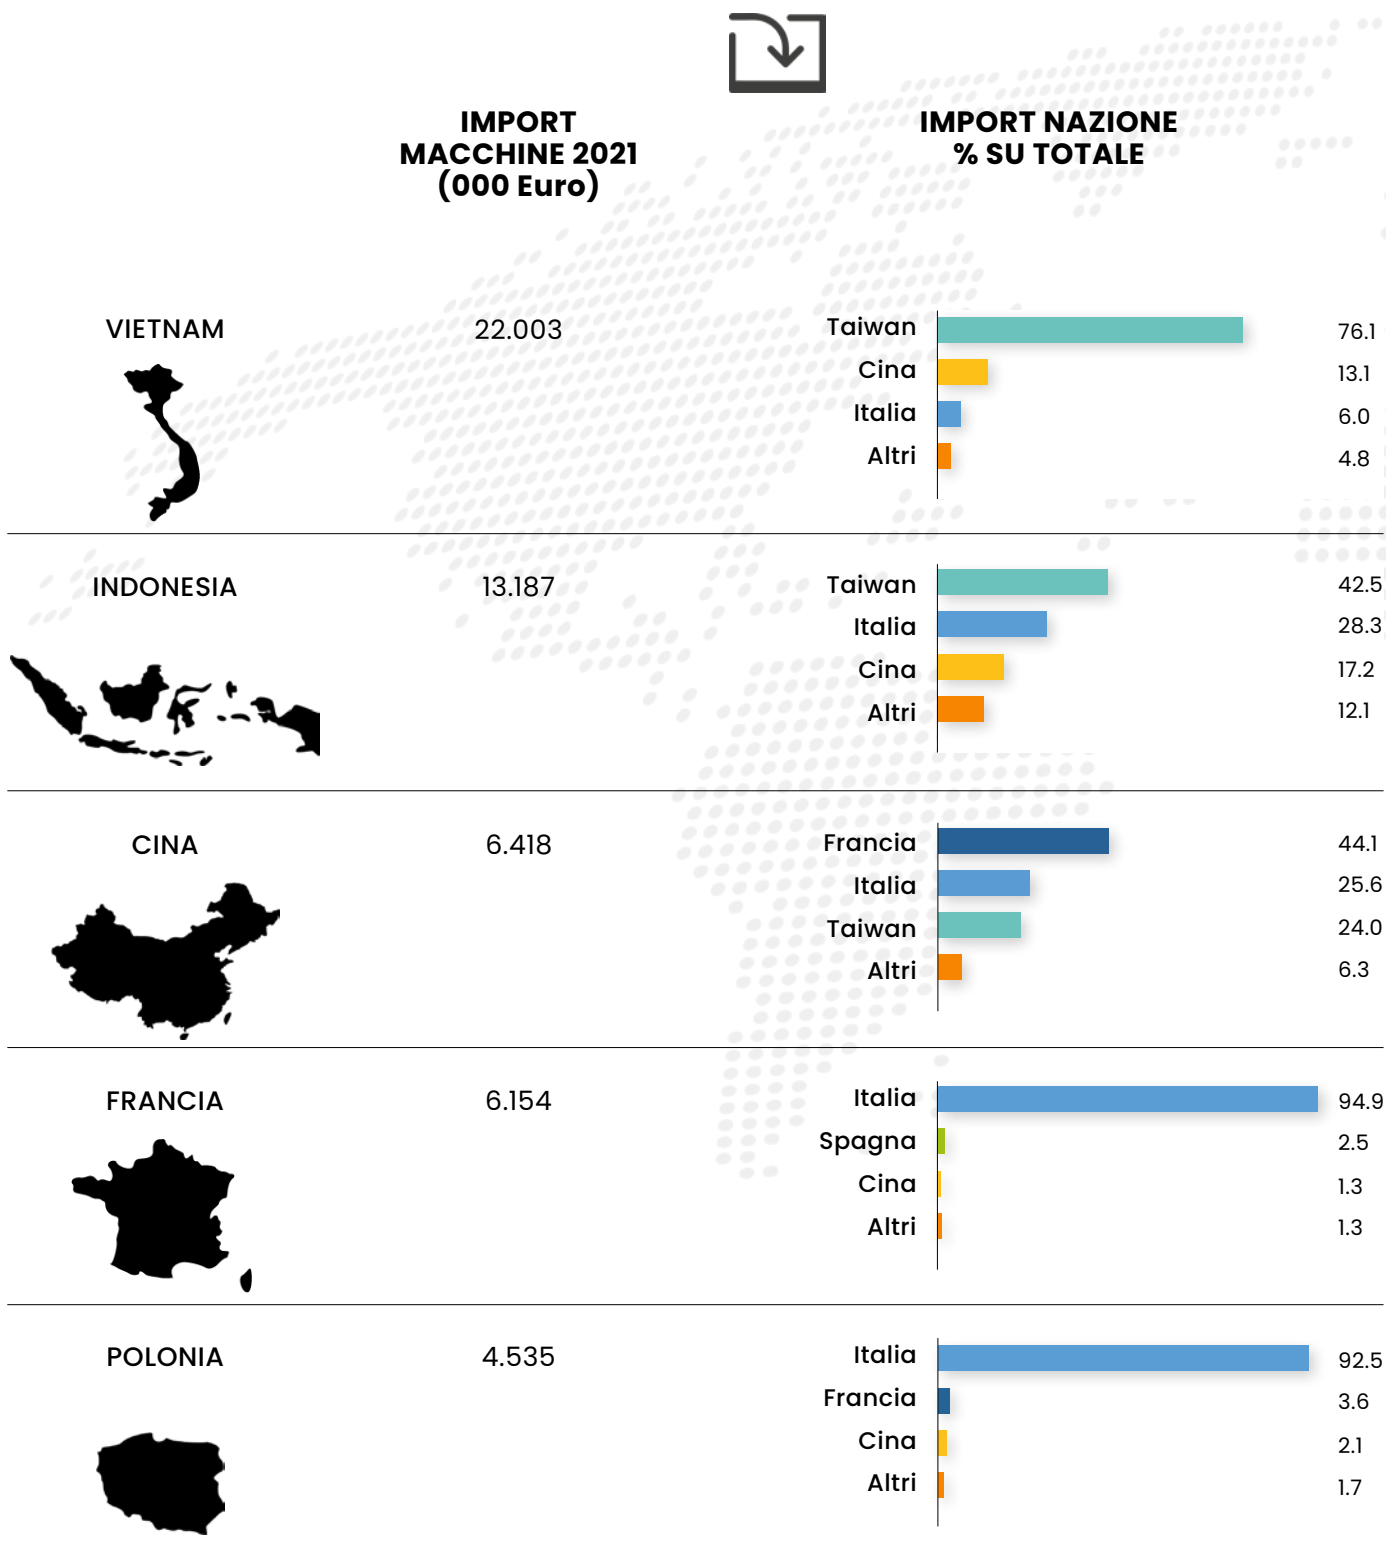 IMPORT
MACCHINE 2021
(000 Euro)
IMPORT NAZIONE
% SU TOTALE
VIETNAM
22.003
Taiwan 76.1
Cina 13.1
Italia 6.0
Altri 4.8
INDONESIA
13.187
Taiwan 42.5
Italia 28.3
Cina 17.2
Altri 12.1
CINA
6.418
Francia 44.1
Italia 25.6
Taiwan 24.0
Altri 6.3
FRANCIA
6.154
Italia 94.9
Spagna 2.5
Cina 1.3
Altri 1.3
POLONIA
4.535
Italia 92.5
Francia 3.6
Cina 2.1
Altri 1.7